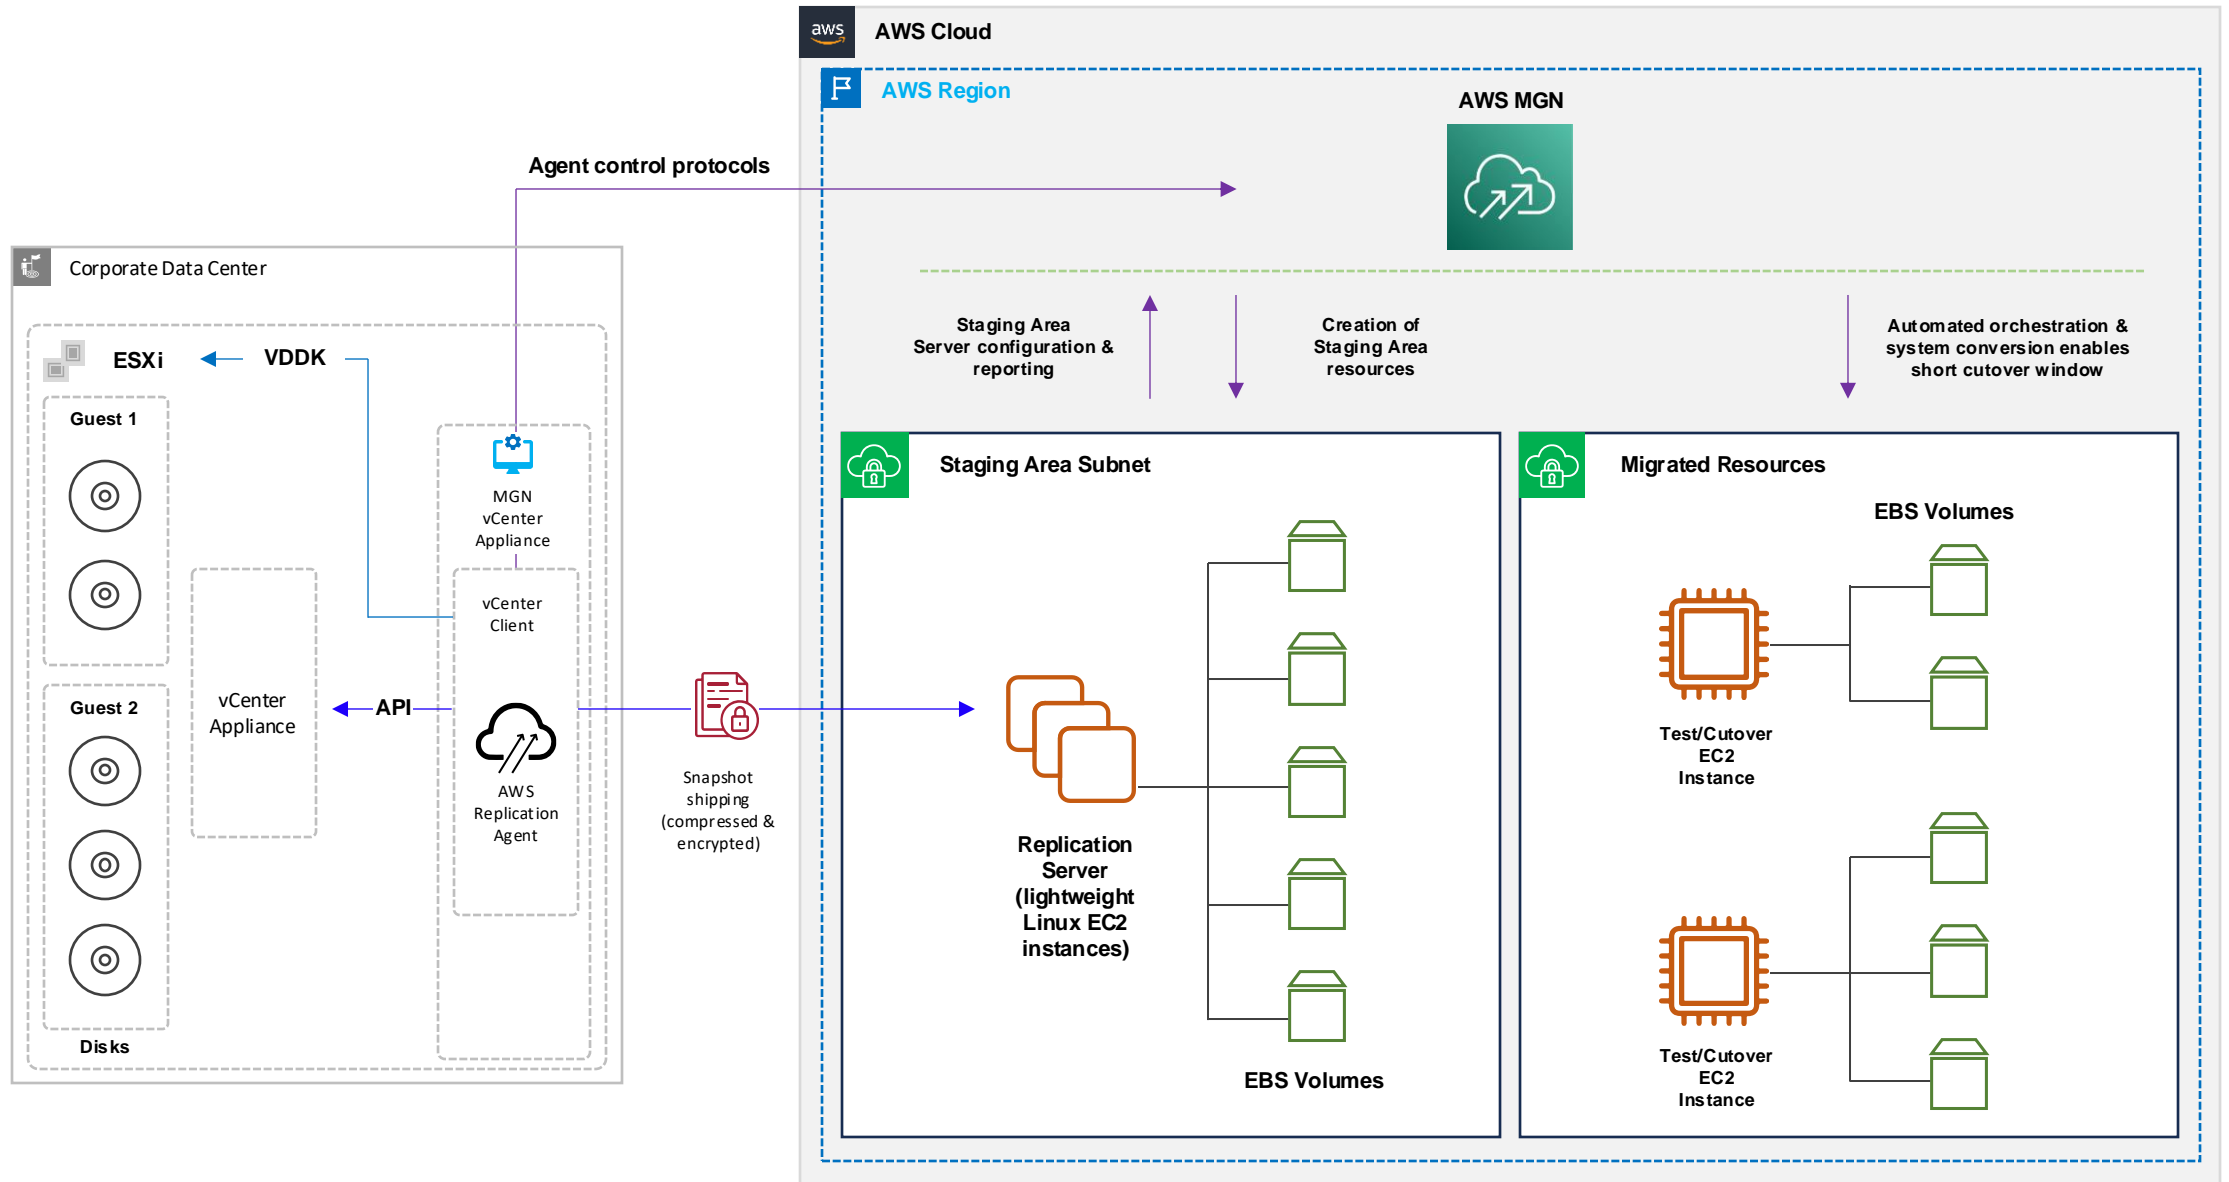 aws
AWS Cloud
AWS Region
AWS MGN
Agent control protocols
Corporate Data Center
Staging Area
Server configuration &
reporting
Creation of
Staging Area
resources
Automated orchestration &
system conversion enables
short cutover window
ESXi
VDDK
Guest 1
MGN
vCenter
Appliance
vCenter
Client
Guest 2
vCenter
Appliance
API
AWS
Replication
Agent
Disks
Snapshot
shipping
(compressed &
encrypted)
Staging Area Subnet
Replication
Server
(lightweight
Linux EC2
instances)
EBS Volumes
Migrated Resources
EBS Volumes
Test/Cutover
EC2
Instance
Test/Cutover
EC2
Instance